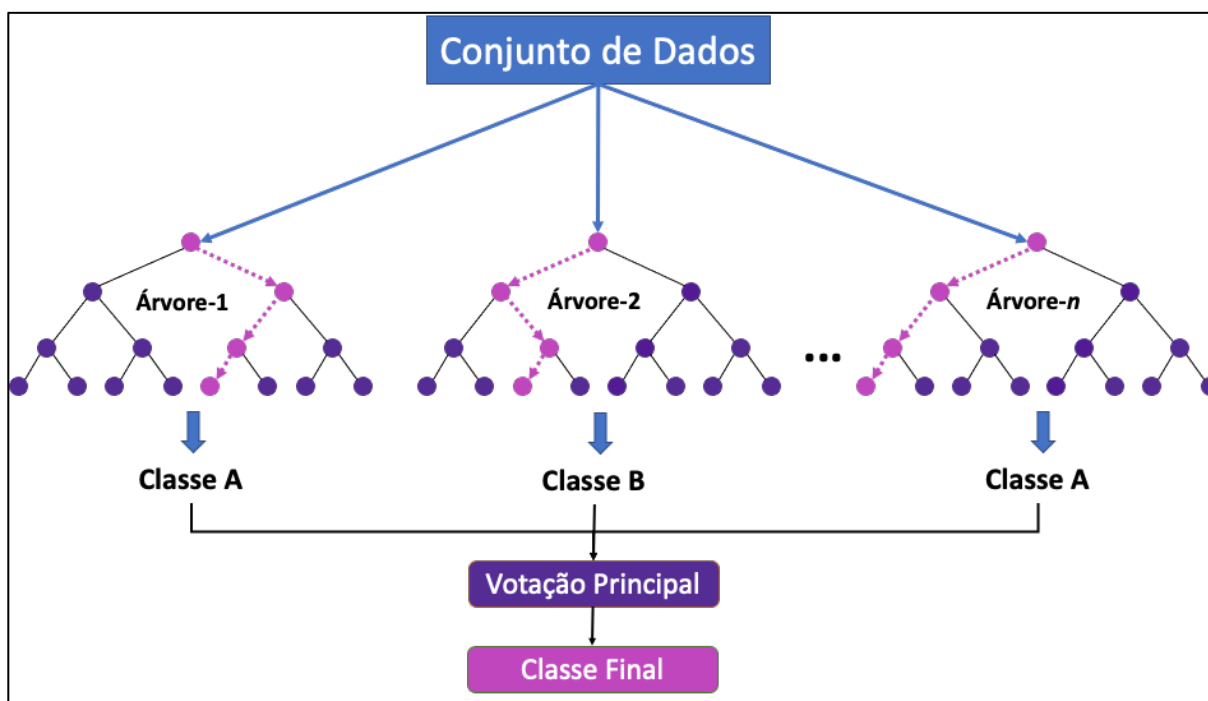 Conjunto de Dados
Árvore-1
Árvore-2
Árvore-n
...
Classe A
Classe B
Classe A
Votação Principal
Classe Final